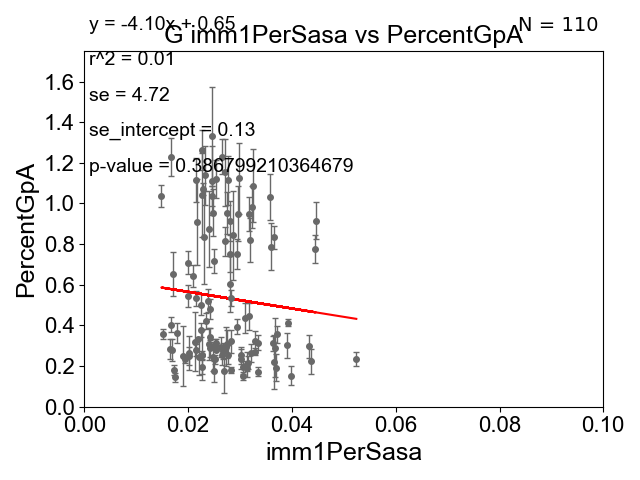 y = -4.10x + 0.65
N = 110
G imm1PerSasa vs PercentGpA
r^2 = 0.01
se = 4.72
se_intercept = 0.13
p-value = 0.386799210364679
1.6
1.4
1.2
1.0
0.8
0.6
0.4
0.2
0.0
PercentGpA
0.00 0.02 0.04 0.06 0.08 0.10
imm1PerSasa